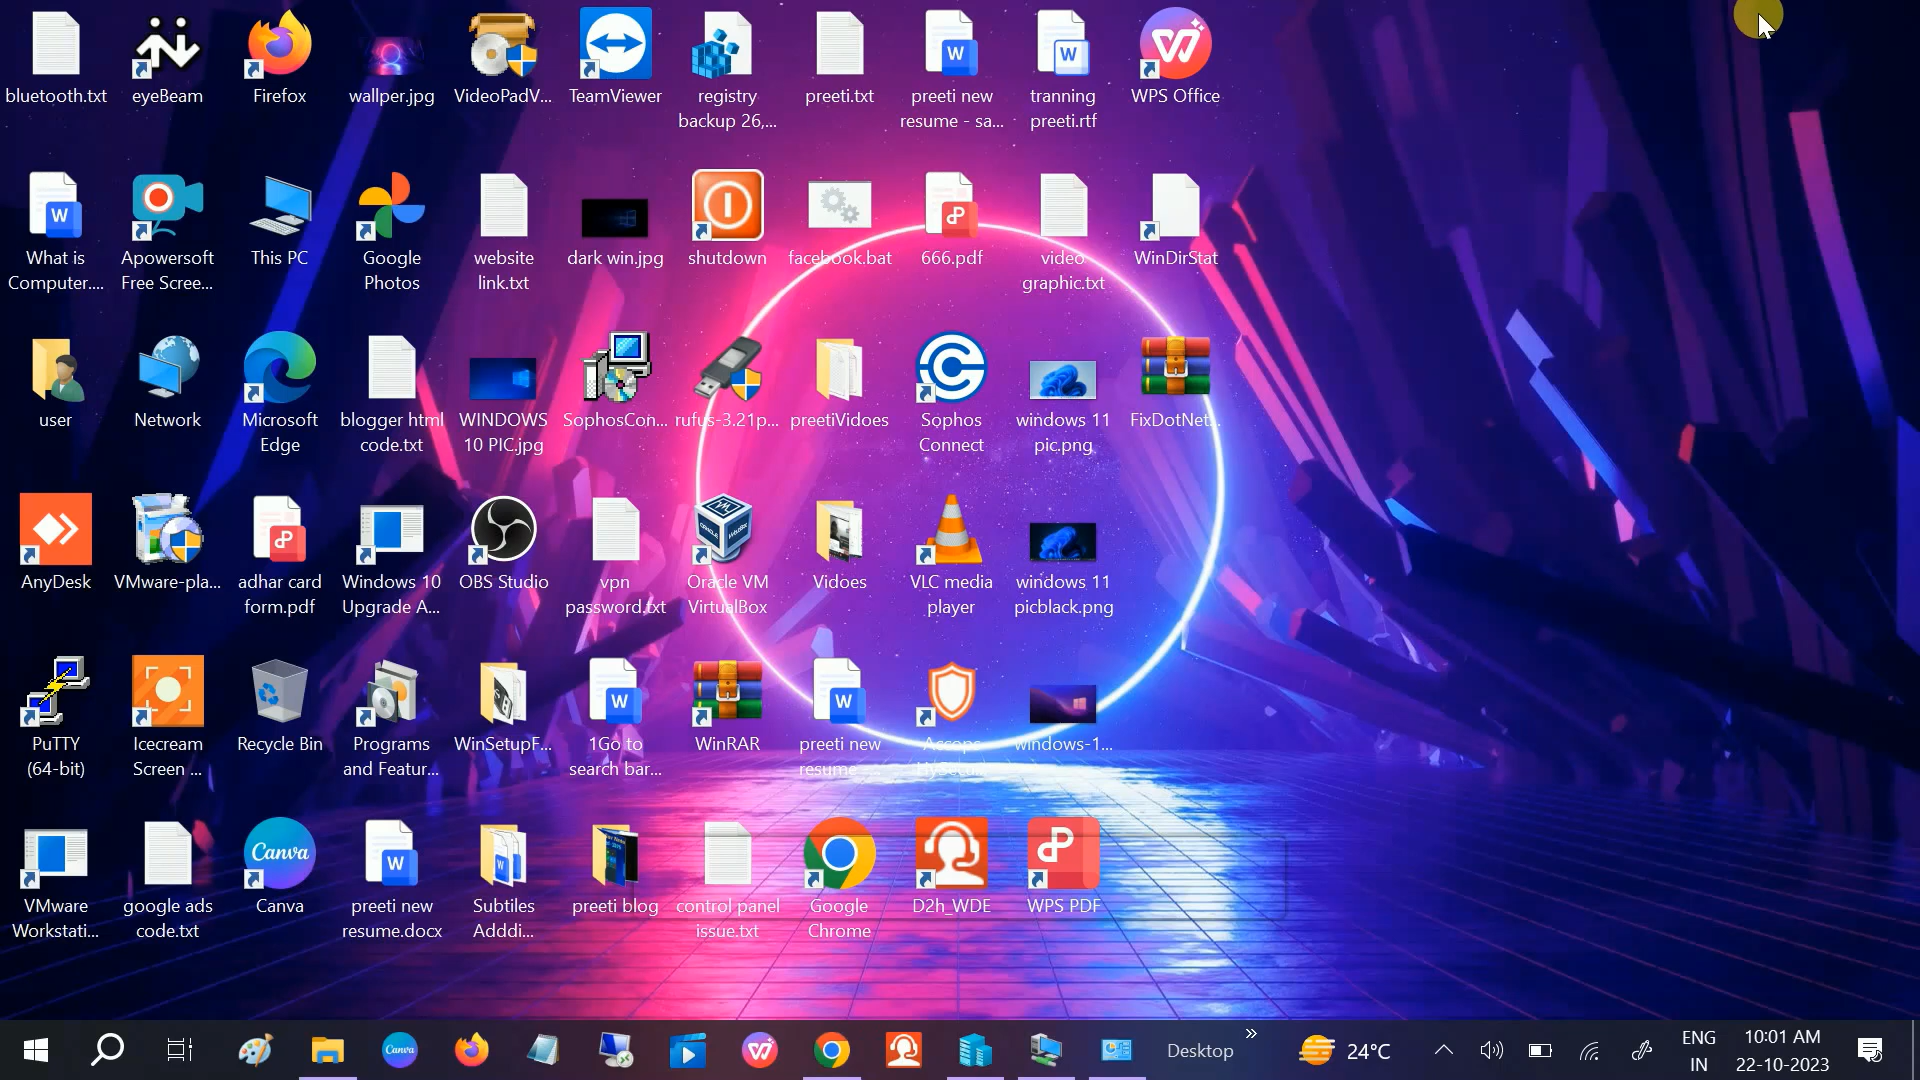 bluetooth.txt
eyeBeam
Firefox
wallper.jpg
VideoPadV...
TeamViewer
registry
backup 26,...
preeti.txt
preeti new
resume - sa...
tranning
preeti.rtf
WPS Office
What is
Computer....
Apowersoft
Free Scree...
This PC
Google
Photos
website
link.txt
dark win.jpg
shutdown
facebook.bat
666.pdf
video
graphic.txt
WinDirStat
user
Network
Microsoft
Edge
blogger html
code.txt
WINDOWS
10 PIC.jpg
SophosCon...
rufus-3.21p...
preetiVidoes
Sophos
Connect
windows 11
pic.png
FixDotNet...
AnyDesk
VMware-pla...
adhar card
form.pdf
Windows 10
Upgrade A...
OBS Studio
vpn
password.txt
Oracle VM
VirtualBox
Vidoes
VLC media
player
windows 11
picblack.png
PuTTY
(64-bit)
Icecream
Screen ...
Recycle Bin
Programs
and Featur...
WinSetupF...
1Go to
search bar...
WinRAR
preeti new
resume -...
Accops
HySecu...
windows-1...
VMware
Workstati...
google ads
code.txt
Canva
Canva
preeti new
resume.docx
Subtiles
Adddi...
preeti blog
control panel
issue.txt
Google
Chrome
D2h_WDE
WPS PDF
Canva
Desktop
24°C
ENG
IN
10:01 AM
22-10-2023